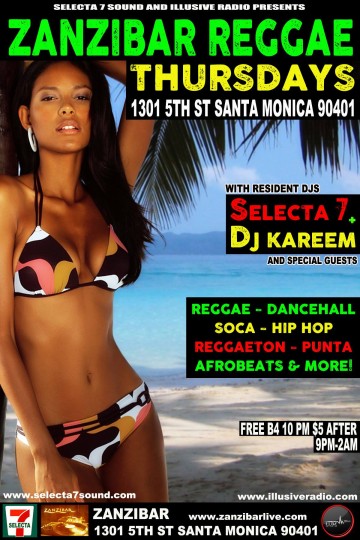 SELECTA 7 SOUND AND ILLUSIVE RADIO PRESENTS
ZANZIBAR REGGAE
THURSDAYS
1301 5TH ST SANTA MONICA 90401
WITH RESIDENT DJS
SELECTA 7,
DJ KAREEM
AND SPECIAL GUESTS
REGGAE - DANCEHALL
SOCA - HIP HOP
REGGAETON - PUNTA
AFROBEATS & MORE!
FREE B4 10 PM $5 AFTER
9PM-2AM
www.selecta7sound.com
www.illusiveradio.com
7
SELECTA
ZANZIBAR
ZANZIBAR
www.zanzibarlive.com
1301 5TH ST SANTA MONICA 90401